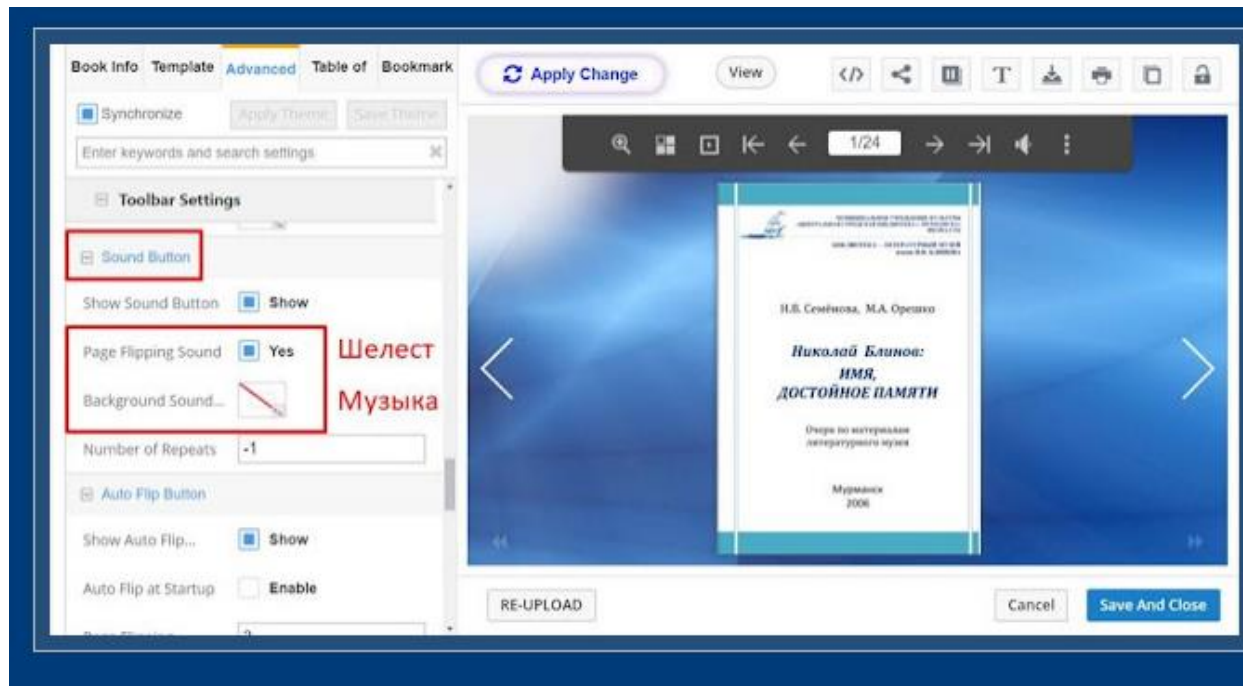 Book Info Template Advanced Table of Bookmark
Synchronize Apply Theme Save Theme
Enter keywords and search settings
Toolbar Settings
Sound Button
Show Sound Button Show
Page Flipping Sound Yes Шелест
Background Sound... Музыка
Number of Repeats -1
Auto Flip Button
Show Auto Flip... Show
Auto Flip at Startup Enable
Apply Change View
1/24
Н.В. Семёнова, М.А. Орешко
Николай Блинов:
ИМЯ,
ДОСТОЙНОЕ ПАМЯТИ
Очерк по материалам
литературного музея
Мурманск
2006
RE-UPLOAD Cancel Save And Close